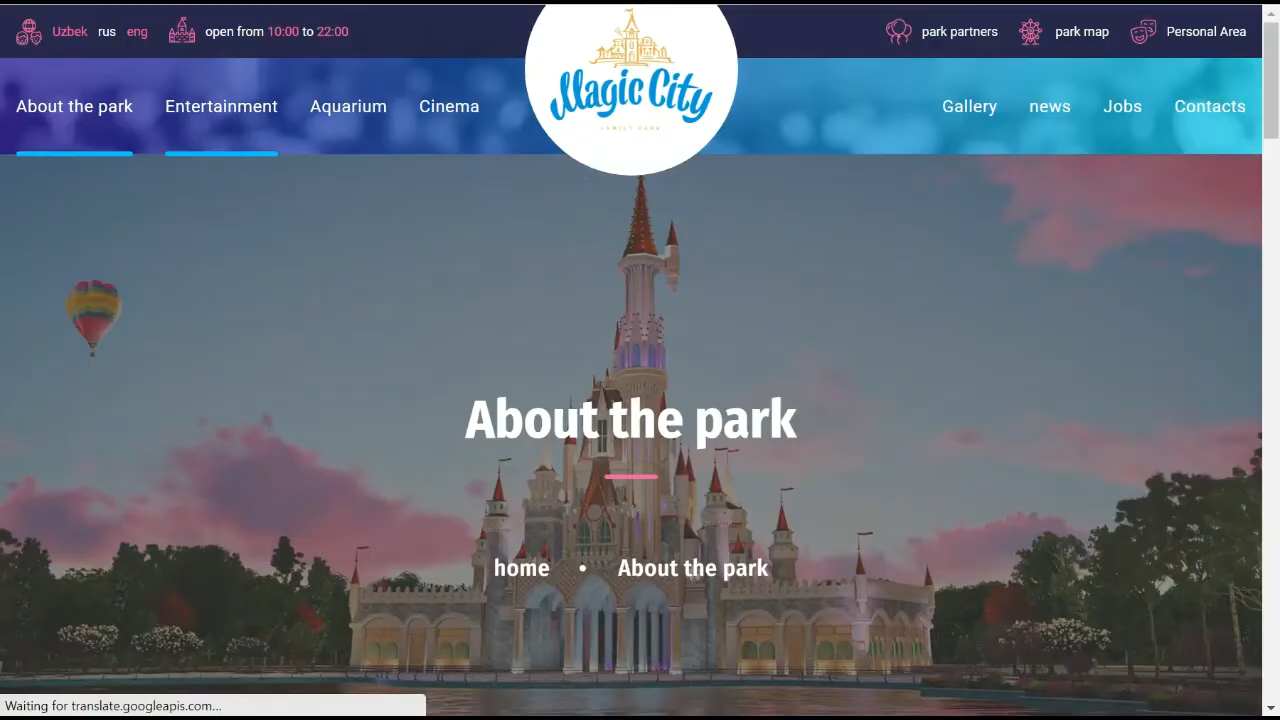 Uzbek rus eng open from 10:00 to 22:00 park partners park map Personal Area
About the park Entertainment Aquarium Cinema Gallery news Jobs Contacts
Magic City
FAMILY PARK
About the park
home • About the park
Waiting for translate.googleapis.com...